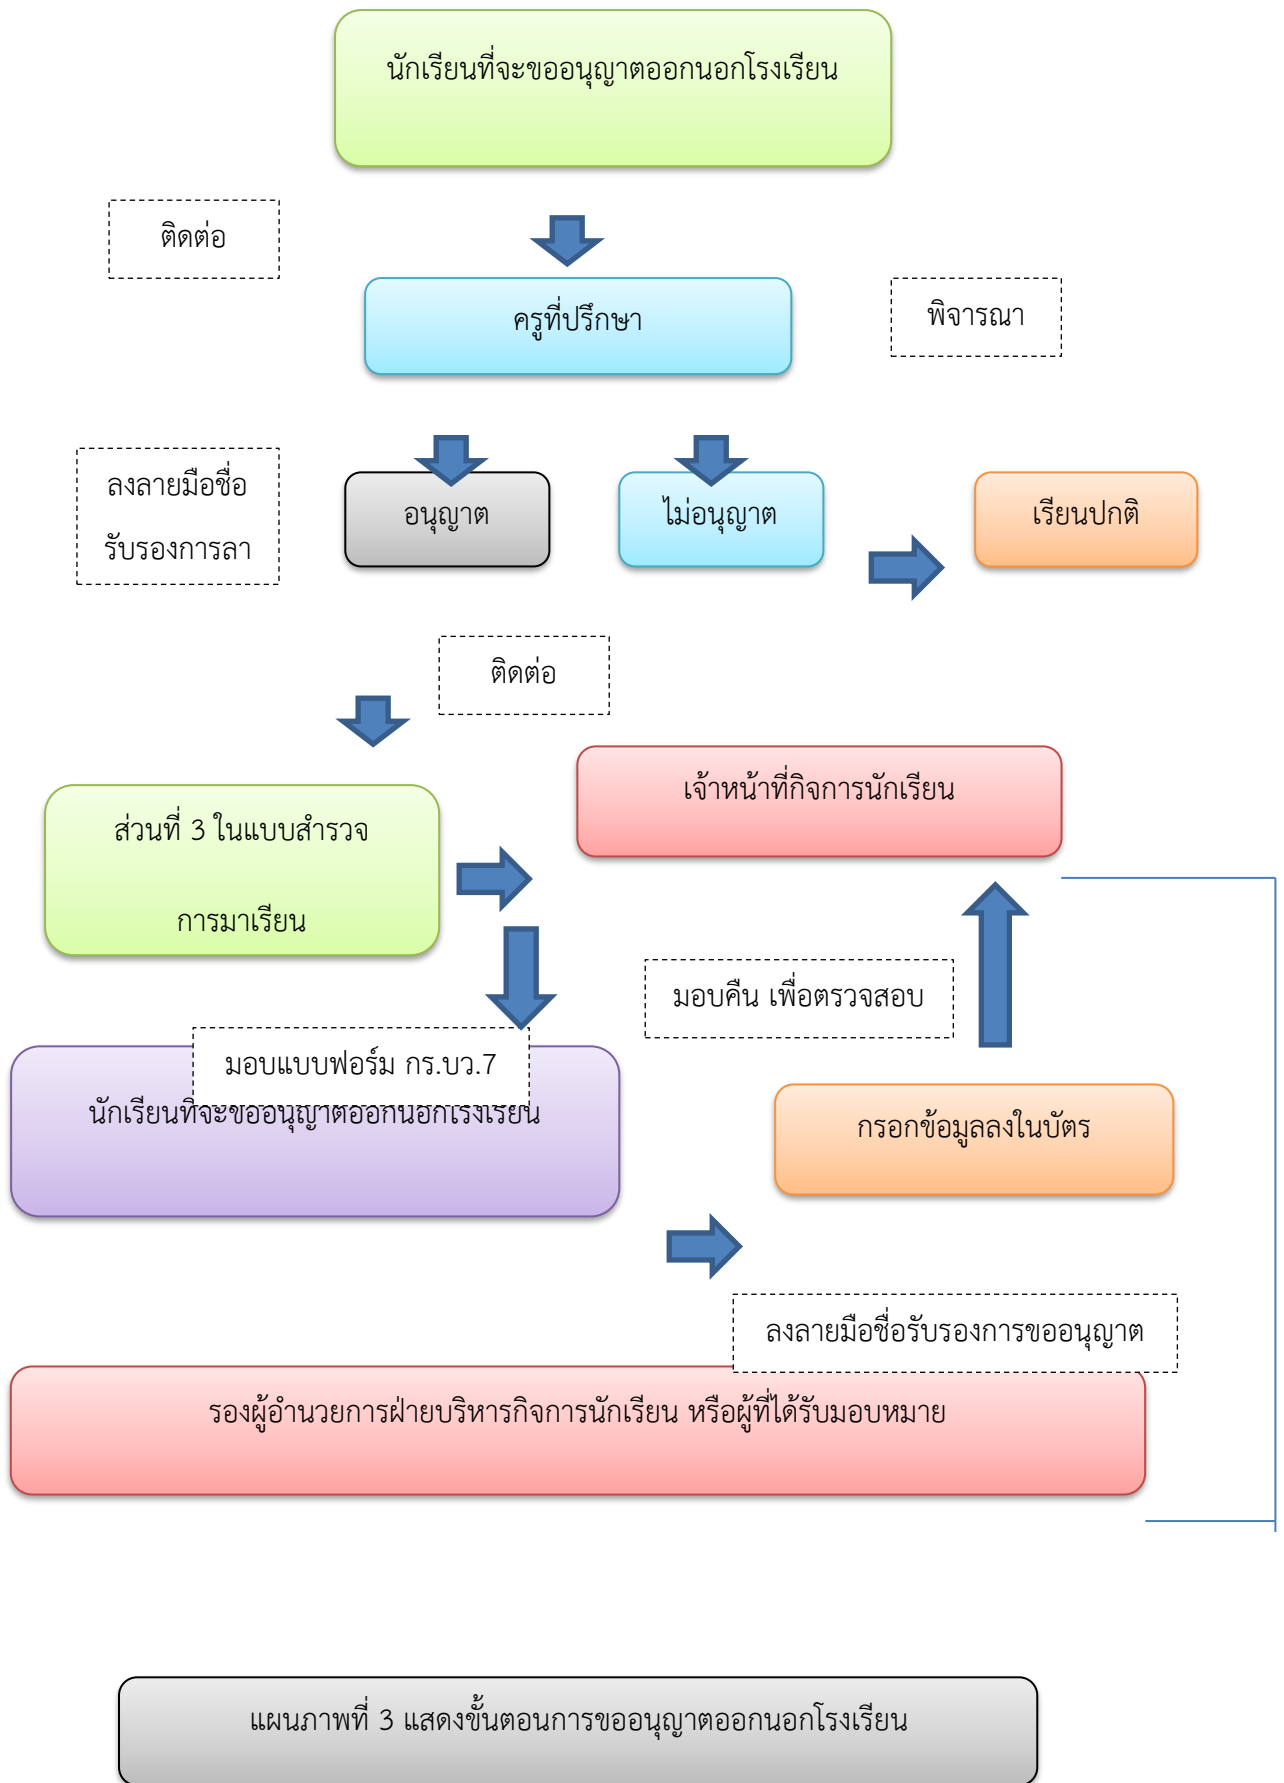 นักเรียนที่จะขออนุญาตออกนอกโรงเรียน
ติดต่อ
ครูที่ปรึกษา
พิจารณา
ลงลายมือชื่อ
รับรองการลา
อนุญาต
ไม่อนุญาต
เรียนปกติ
ติดต่อ
เจ้าหน้าที่กิจการนักเรียน
ส่วนที่ 3 ในแบบสำรวจ
การมาเรียน
มอบคืน เพื่อตรวจสอบ
มอบแบบฟอร์ม กร.บว.7
นักเรียนที่จะขออนุญาตออกนอกโรงเรียน
กรอกข้อมูลลงในบัตร
ลงลายมือชื่อรับรองการขออนุญาต
รองผู้อำนวยการฝ่ายบริหารกิจการนักเรียน หรือผู้ที่ได้รับมอบหมาย
แผนภาพที่ 3 แสดงขั้นตอนการขออนุญาตออกนอกโรงเรียน